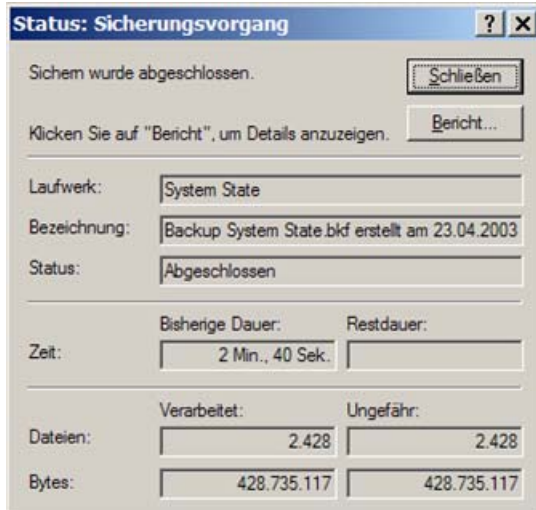 Status: Sicherungsvorgang
Sichern wurde abgeschlossen.
Schließen
Klicken Sie auf "Bericht", um Details anzuzeigen.
Bericht...
Laufwerk: System State
Bezeichnung: Backup System State.bkf erstellt am 23.04.2003
Status: Abgeschlossen
Bisherige Dauer: Restdauer:
Zeit: 2 Min., 40 Sek.
Verarbeitet: Ungefähr:
Dateien: 2.428 2.428
Bytes: 428.735.117 428.735.117